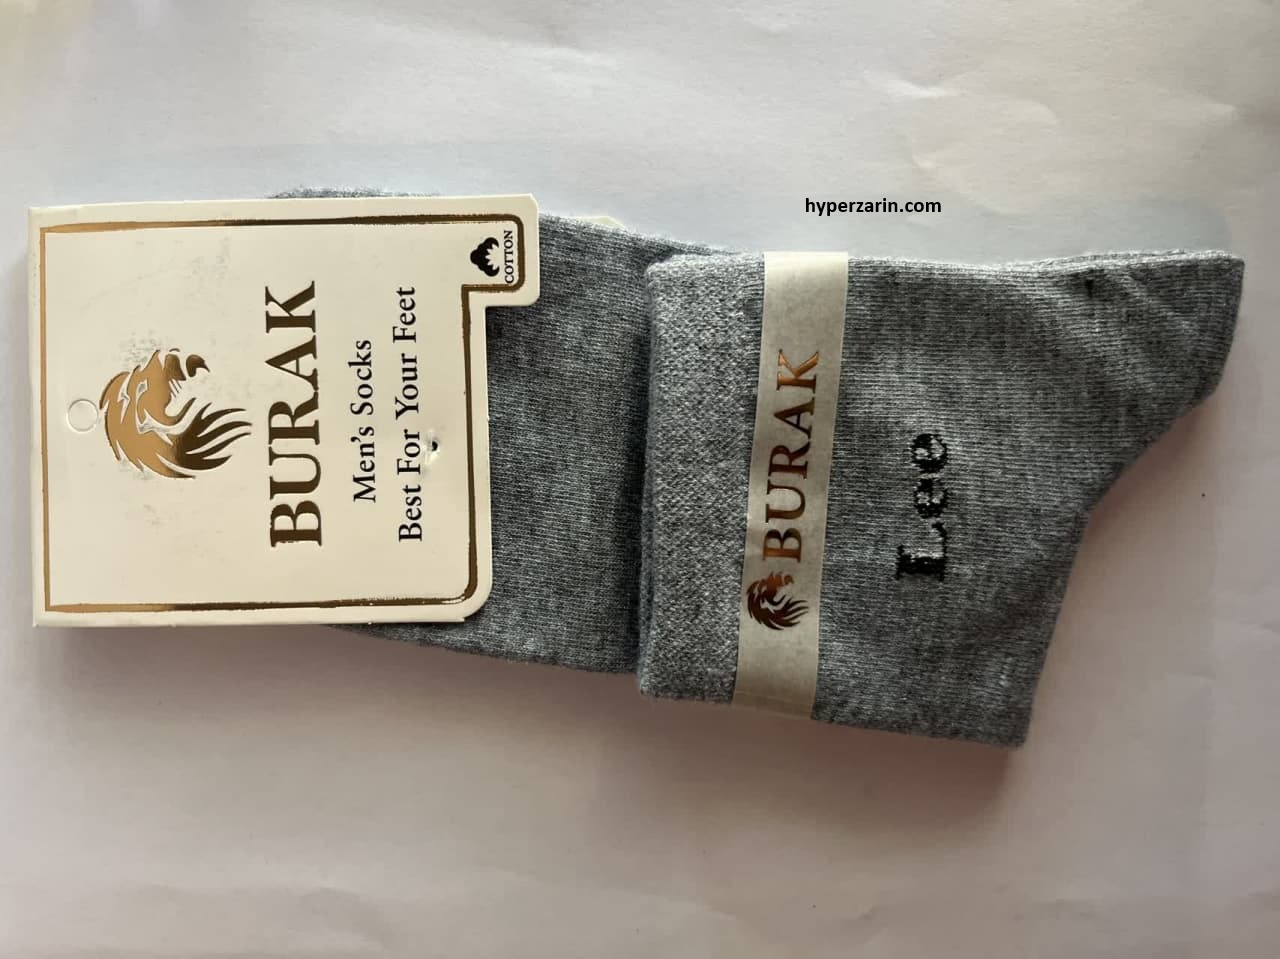 BURAK
Men's Socks
Best For Your Feet
COTTON
hyperzarin.com
BURAK
Lee